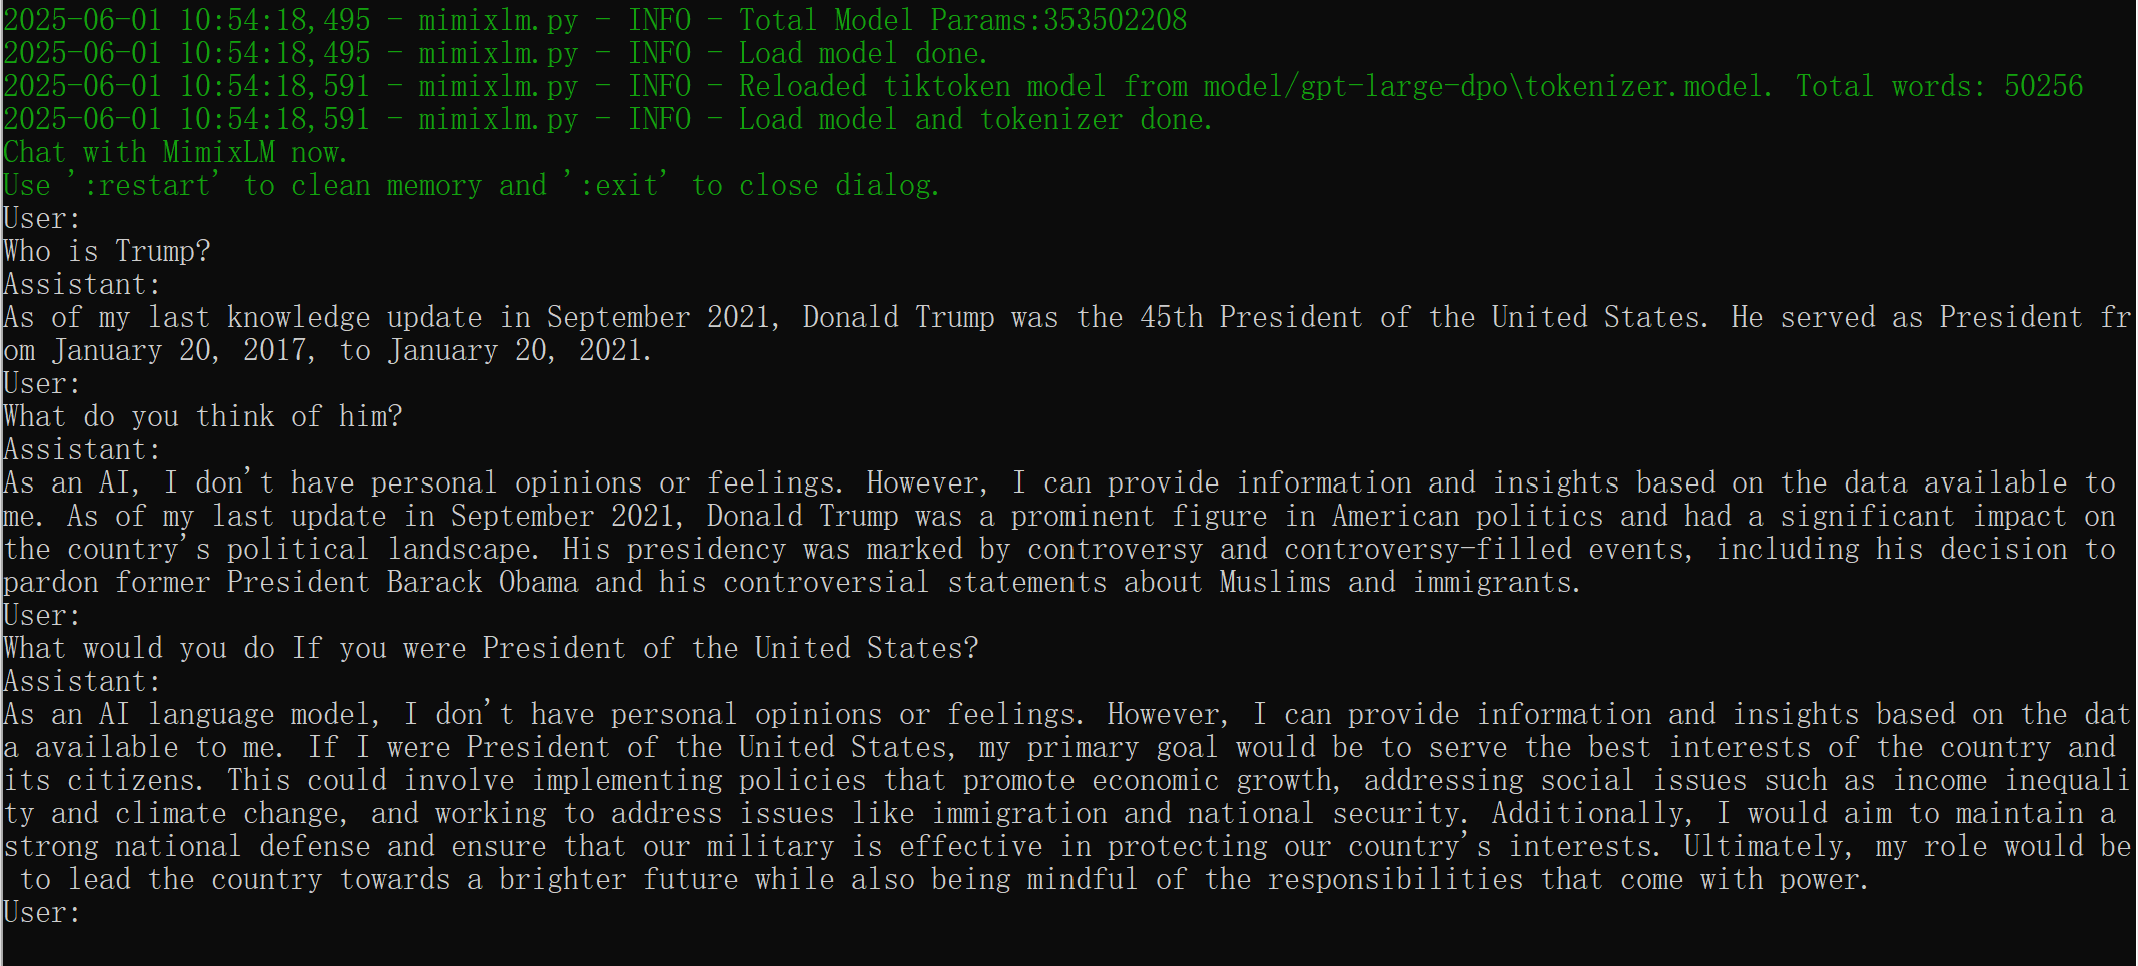 2025-06-01 10:54:18,495 - mimixlm.py - INFO - Total Model Params:353502208
2025-06-01 10:54:18,495 - mimixlm.py - INFO - Load model done.
2025-06-01 10:54:18,591 - mimixlm.py - INFO - Reloaded tiktoken model from model/gpt-large-dpo\tokenizer.model. Total words: 50256
2025-06-01 10:54:18,591 - mimixlm.py - INFO - Load model and tokenizer done.
Chat with MimixLM now.
Use ':restart' to clean memory and ':exit' to close dialog.
User:
Who is Trump?
Assistant:
As of my last knowledge update in September 2021, Donald Trump was the 45th President of the United States. He served as President fr
om January 20, 2017, to January 20, 2021.
User:
What do you think of him?
Assistant:
As an AI, I don't have personal opinions or feelings. However, I can provide information and insights based on the data available to
me. As of my last update in September 2021, Donald Trump was a prominent figure in American politics and had a significant impact on
the country's political landscape. His presidency was marked by controversy and controversy-filled events, including his decision to
pardon former President Barack Obama and his controversial statements about Muslims and immigrants.
User:
What would you do If you were President of the United States?
Assistant:
As an AI language model, I don't have personal opinions or feelings. However, I can provide information and insights based on the dat
a available to me. If I were President of the United States, my primary goal would be to serve the best interests of the country and
its citizens. This could involve implementing policies that promote economic growth, addressing social issues such as income inequali
ty and climate change, and working to address issues like immigration and national security. Additionally, I would aim to maintain a
strong national defense and ensure that our military is effective in protecting our country's interests. Ultimately, my role would be
 to lead the country towards a brighter future while also being mindful of the responsibilities that come with power.
User: